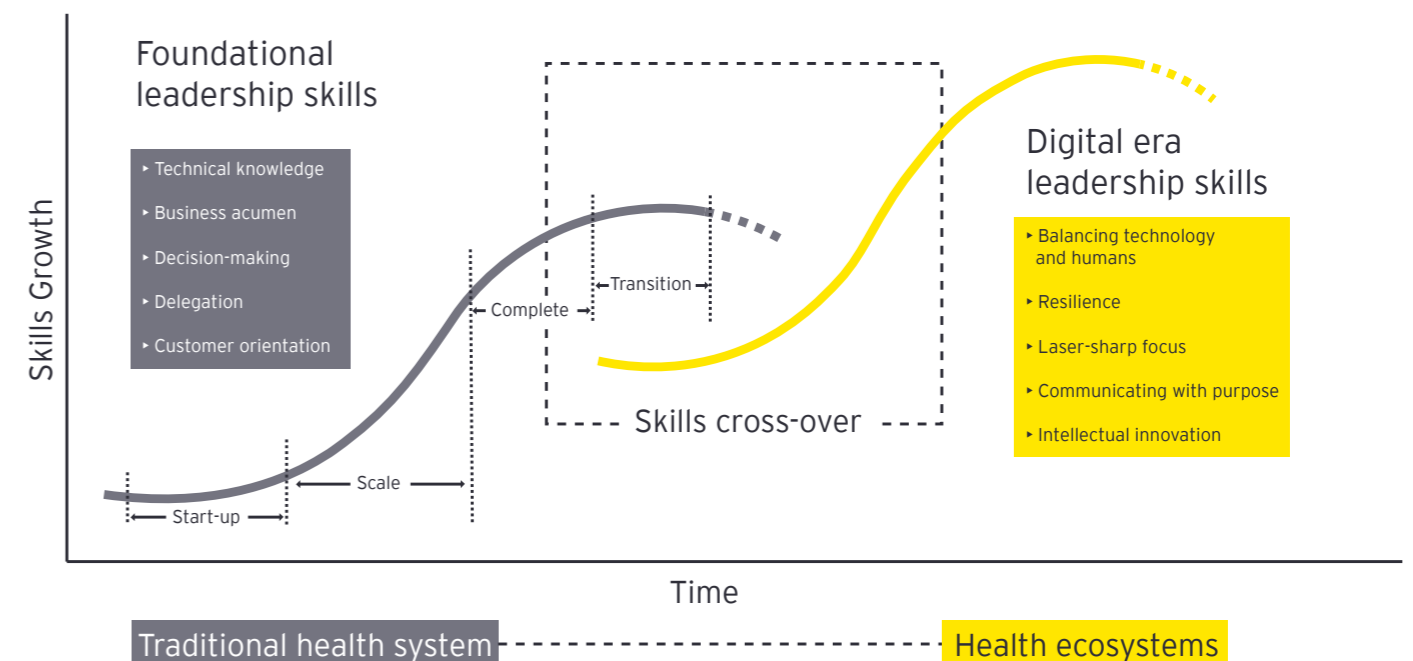 Foundational
leadership skills
‣ Technical knowledge
‣ Business acumen
‣ Decision-making
‣ Delegation
‣ Customer orientation
Skills Growth
Start-up
Scale
Complete
Transition
Skills cross-over
Digital era
leadership skills
‣ Balancing technology
and humans
‣ Resilience
‣ Laser-sharp focus
‣ Communicating with purpose
‣ Intellectual innovation
Time
Traditional health system
Health ecosystems